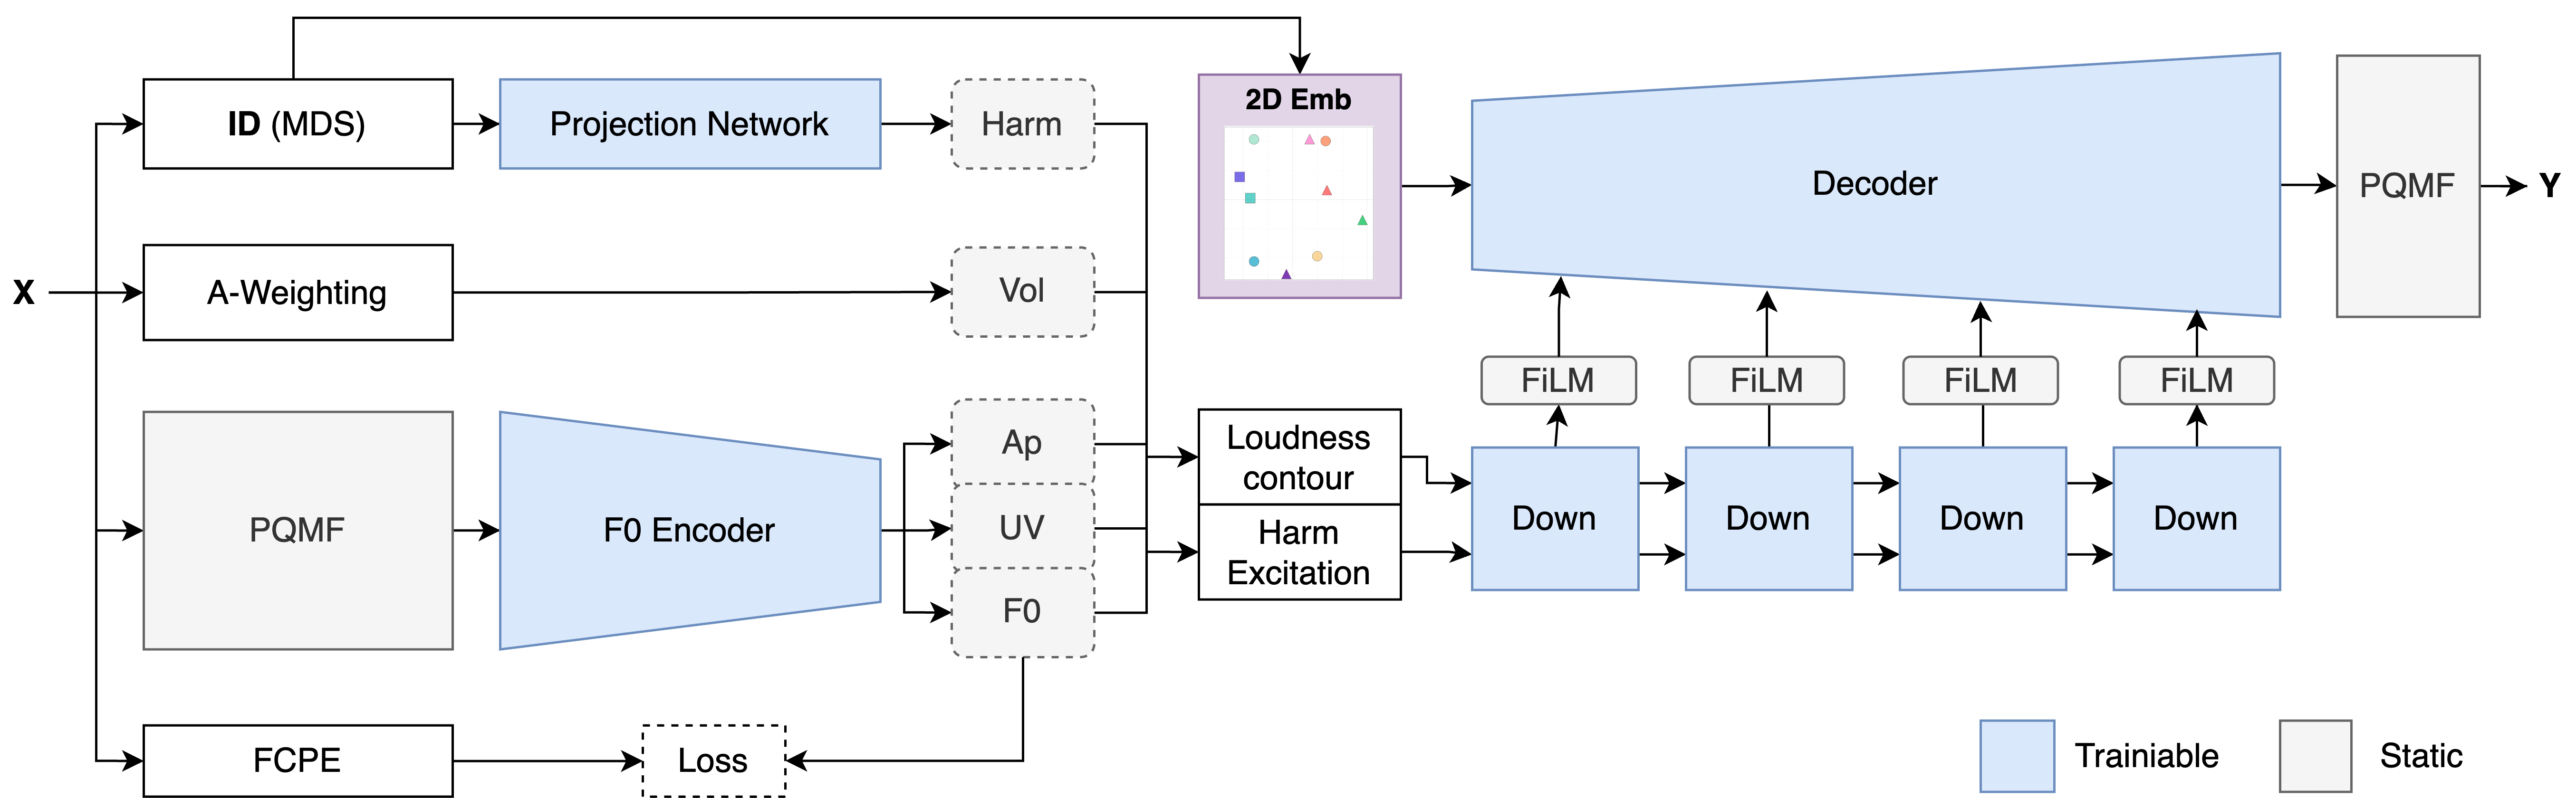 ID (MDS)
Projection Network
Harm
2D Emb
Decoder
PQMF
Y
X
A-Weighting
Vol
PQMF
F0 Encoder
Ap
UV
F0
Loudness
contour
Harm
Excitation
FiLM
FiLM
FiLM
FiLM
Down
Down
Down
Down
FCPE
Loss
Trainiable
Static